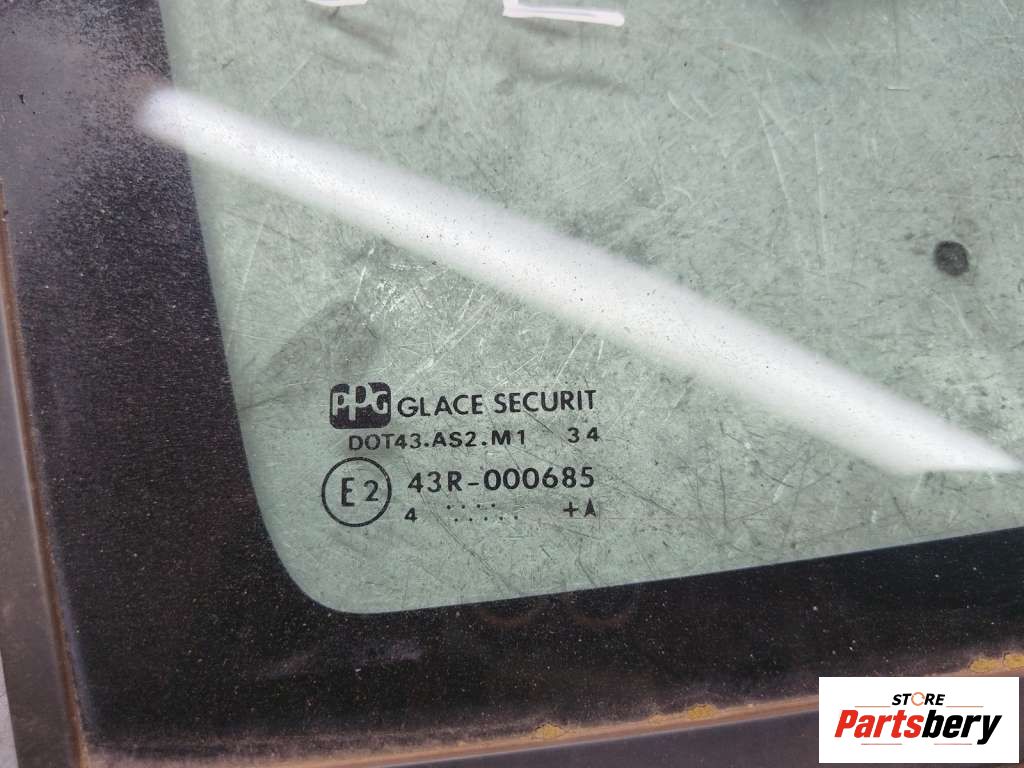 PPG GLACE SECURIT
DOT43.AS2.M1 34
E2 43R-000685
4 ..... ...... +A
STORE
Partsbery